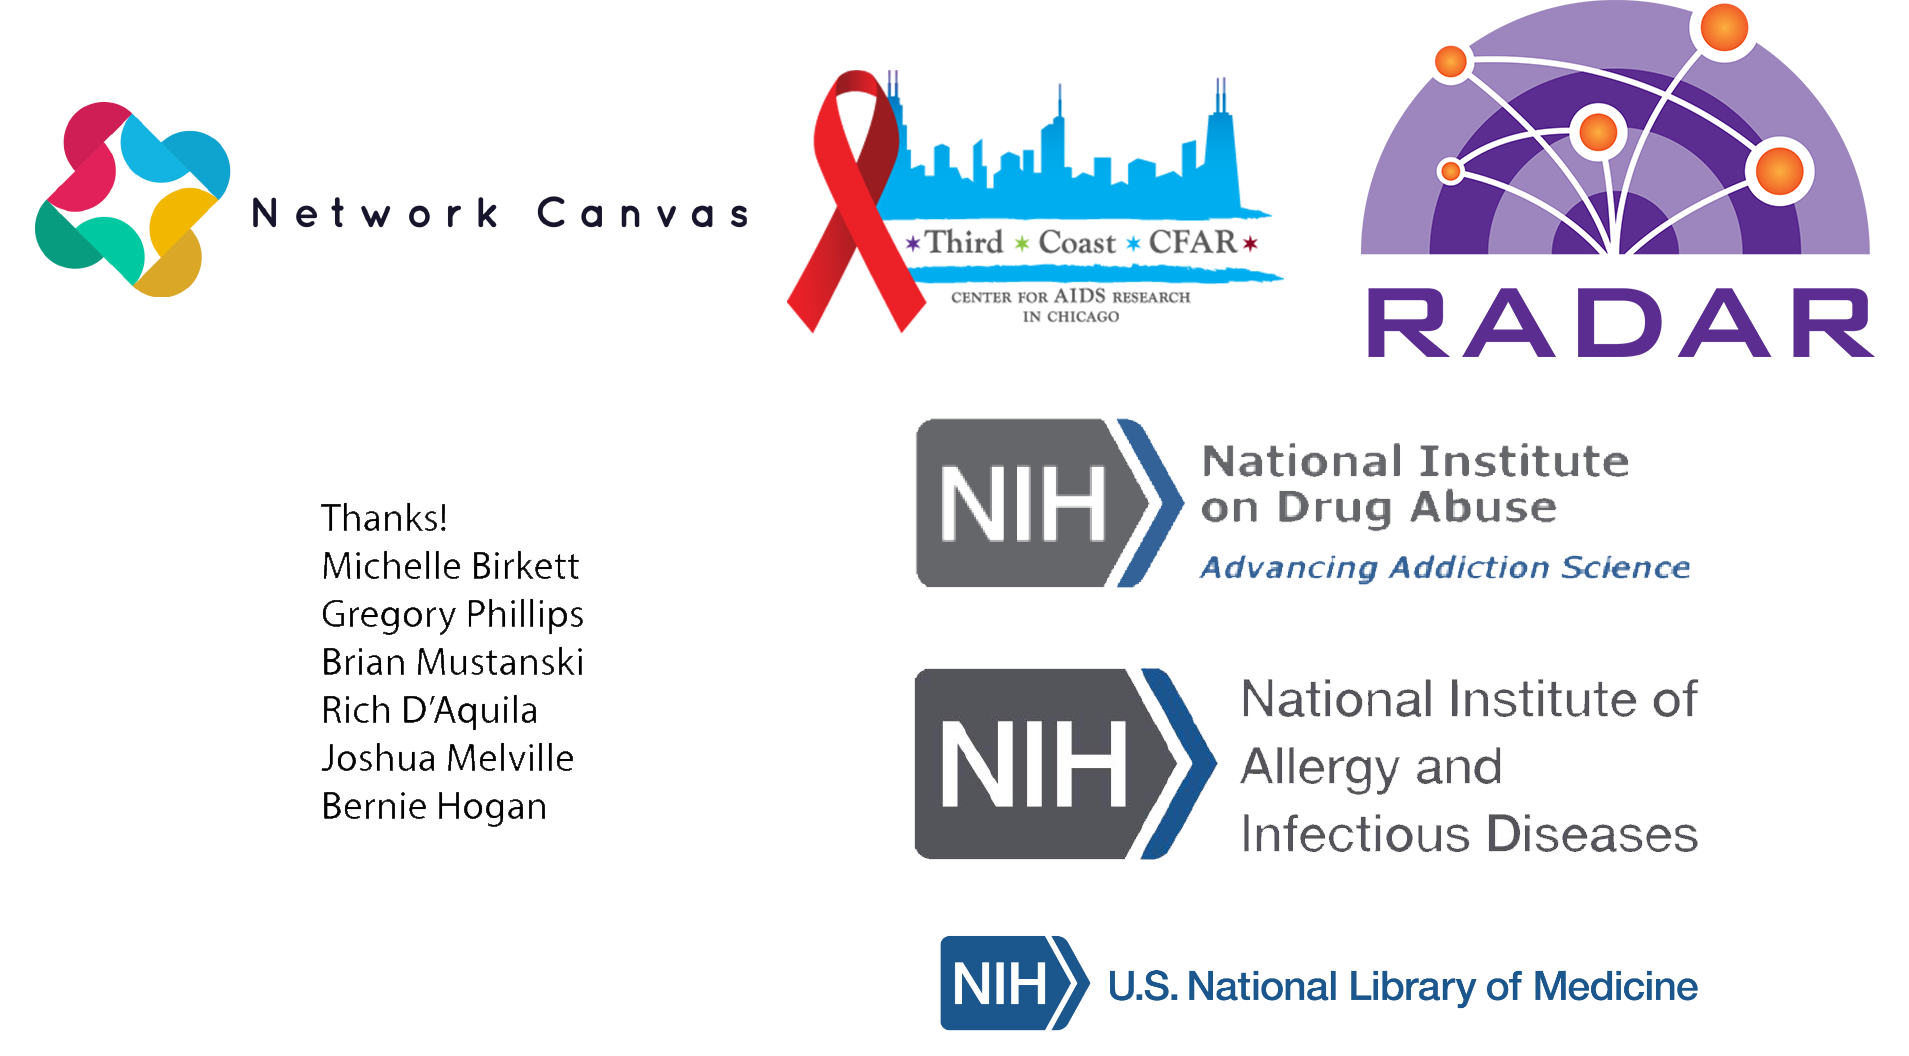 Network Canvas
Third Coast CFAR
CENTER FOR AIDS RESEARCH
IN CHICAGO
RADAR
Thanks!
Michelle Birkett
Gregory Phillips
Brian Mustanski
Rich D’Aquila
Joshua Melville
Bernie Hogan
NIH
National Institute
on Drug Abuse
Advancing Addiction Science
NIH
National Institute of
Allergy and
Infectious Diseases
NIH
U.S. National Library of Medicine